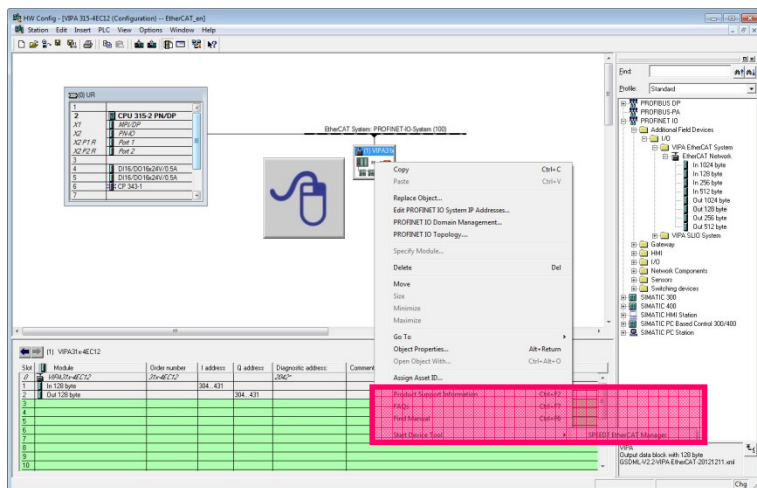 HW Config - [VIPA 315-4EC12 (Configuration) -- EtherCAT_en]
Station Edit Insert PLC View Options Window Help
(0) UR
1
2 CPU 315-2 PN/DP
X1 MPI/DP
X2 PN-IO
X2 P1 R Port 1
X2 P2 R Port 2
3
4 DI16/DO16x24V/0.5A
5 DI16/DO16x24V/0.5A
6 CP 343-1
7
EtherCAT System: PROFINET-IO-System (100)
(1) VIPA31x
Copy Ctrl+C
Paste Ctrl+V
Replace Object...
Edit PROFINET IO System IP Addresses...
PROFINET IO Domain Management...
PROFINET IO Topology...
Specify Module...
Delete Del
Move
Size
Minimize
Maximize
Go To
Object Properties... Alt+Return
Open Object With... Ctrl+Alt+O
Assign Asset ID...
Product Support Information Ctrl+F2
FAQs Ctrl+F7
Find Manual Ctrl+F6
Start Device Tool SPEED7 EtherCAT Manager
Find:
Profile: Standard
PROFIBUS DP
PROFIBUS-PA
PROFINET IO
Additional Field Devices
I/O
VIPA EtherCAT System
EtherCAT Network
In 1024 byte
In 128 byte
In 256 byte
In 512 byte
Out 1024 byte
Out 128 byte
Out 256 byte
Out 512 byte
VIPA SLIO System
Gateway
HMI
I/O
Network Components
Sensors
Switching devices
SIMATIC 300
SIMATIC 400
SIMATIC HMI Station
SIMATIC PC Based Control 300/400
SIMATIC PC Station
(1) VIPA31x-4EC12
Slot Module Order number I address Q address Diagnostic address: Comment
0 VIPA31x-4EC12 31x-4EC12 2042*
1 In 128 byte 304..431
2 Out 128 byte 304..431
3
4
5
6
7
8
9
10
VIPA
Output data block with 128 byte
GSDML-V2.2-VIPA-EtherCAT-20121211.xml
Chg